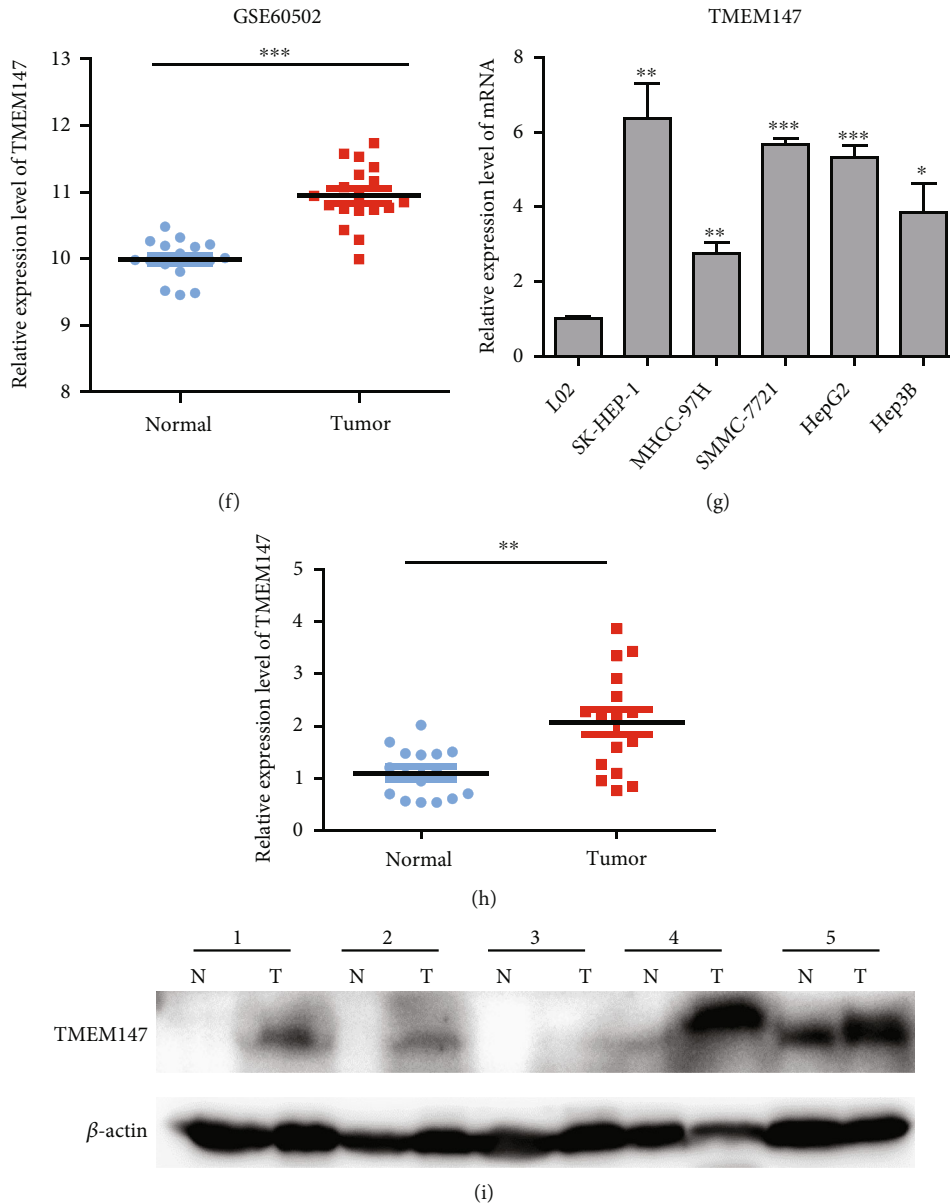 GSE60502
Relative expression level of TMEM147
13
12
11
10
9
8
***
Normal
Tumor
(f)
TMEM147
Relative expression level of mRNA
8
6
4
2
0
**
**
***
***
*
L02
SK-HEP-1
MHCC-97H
SMMC-7721
HepG2
Hep3B
(g)
Relative expression level of TMEM147
5
4
3
2
1
0
**
Normal
Tumor
(h)
1 2 3 4 5
N T N T N T N T N T
TMEM147
β-actin
(i)